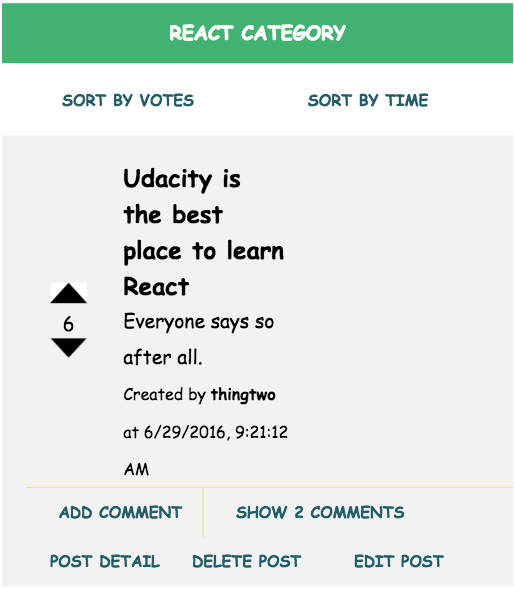 REACT CATEGORY
SORT BY VOTES SORT BY TIME
Udacity is
the best
place to learn
React
6
Everyone says so
after all.
Created by thingtwo
at 6/29/2016, 9:21:12
AM
ADD COMMENT SHOW 2 COMMENTS
POST DETAIL DELETE POST EDIT POST